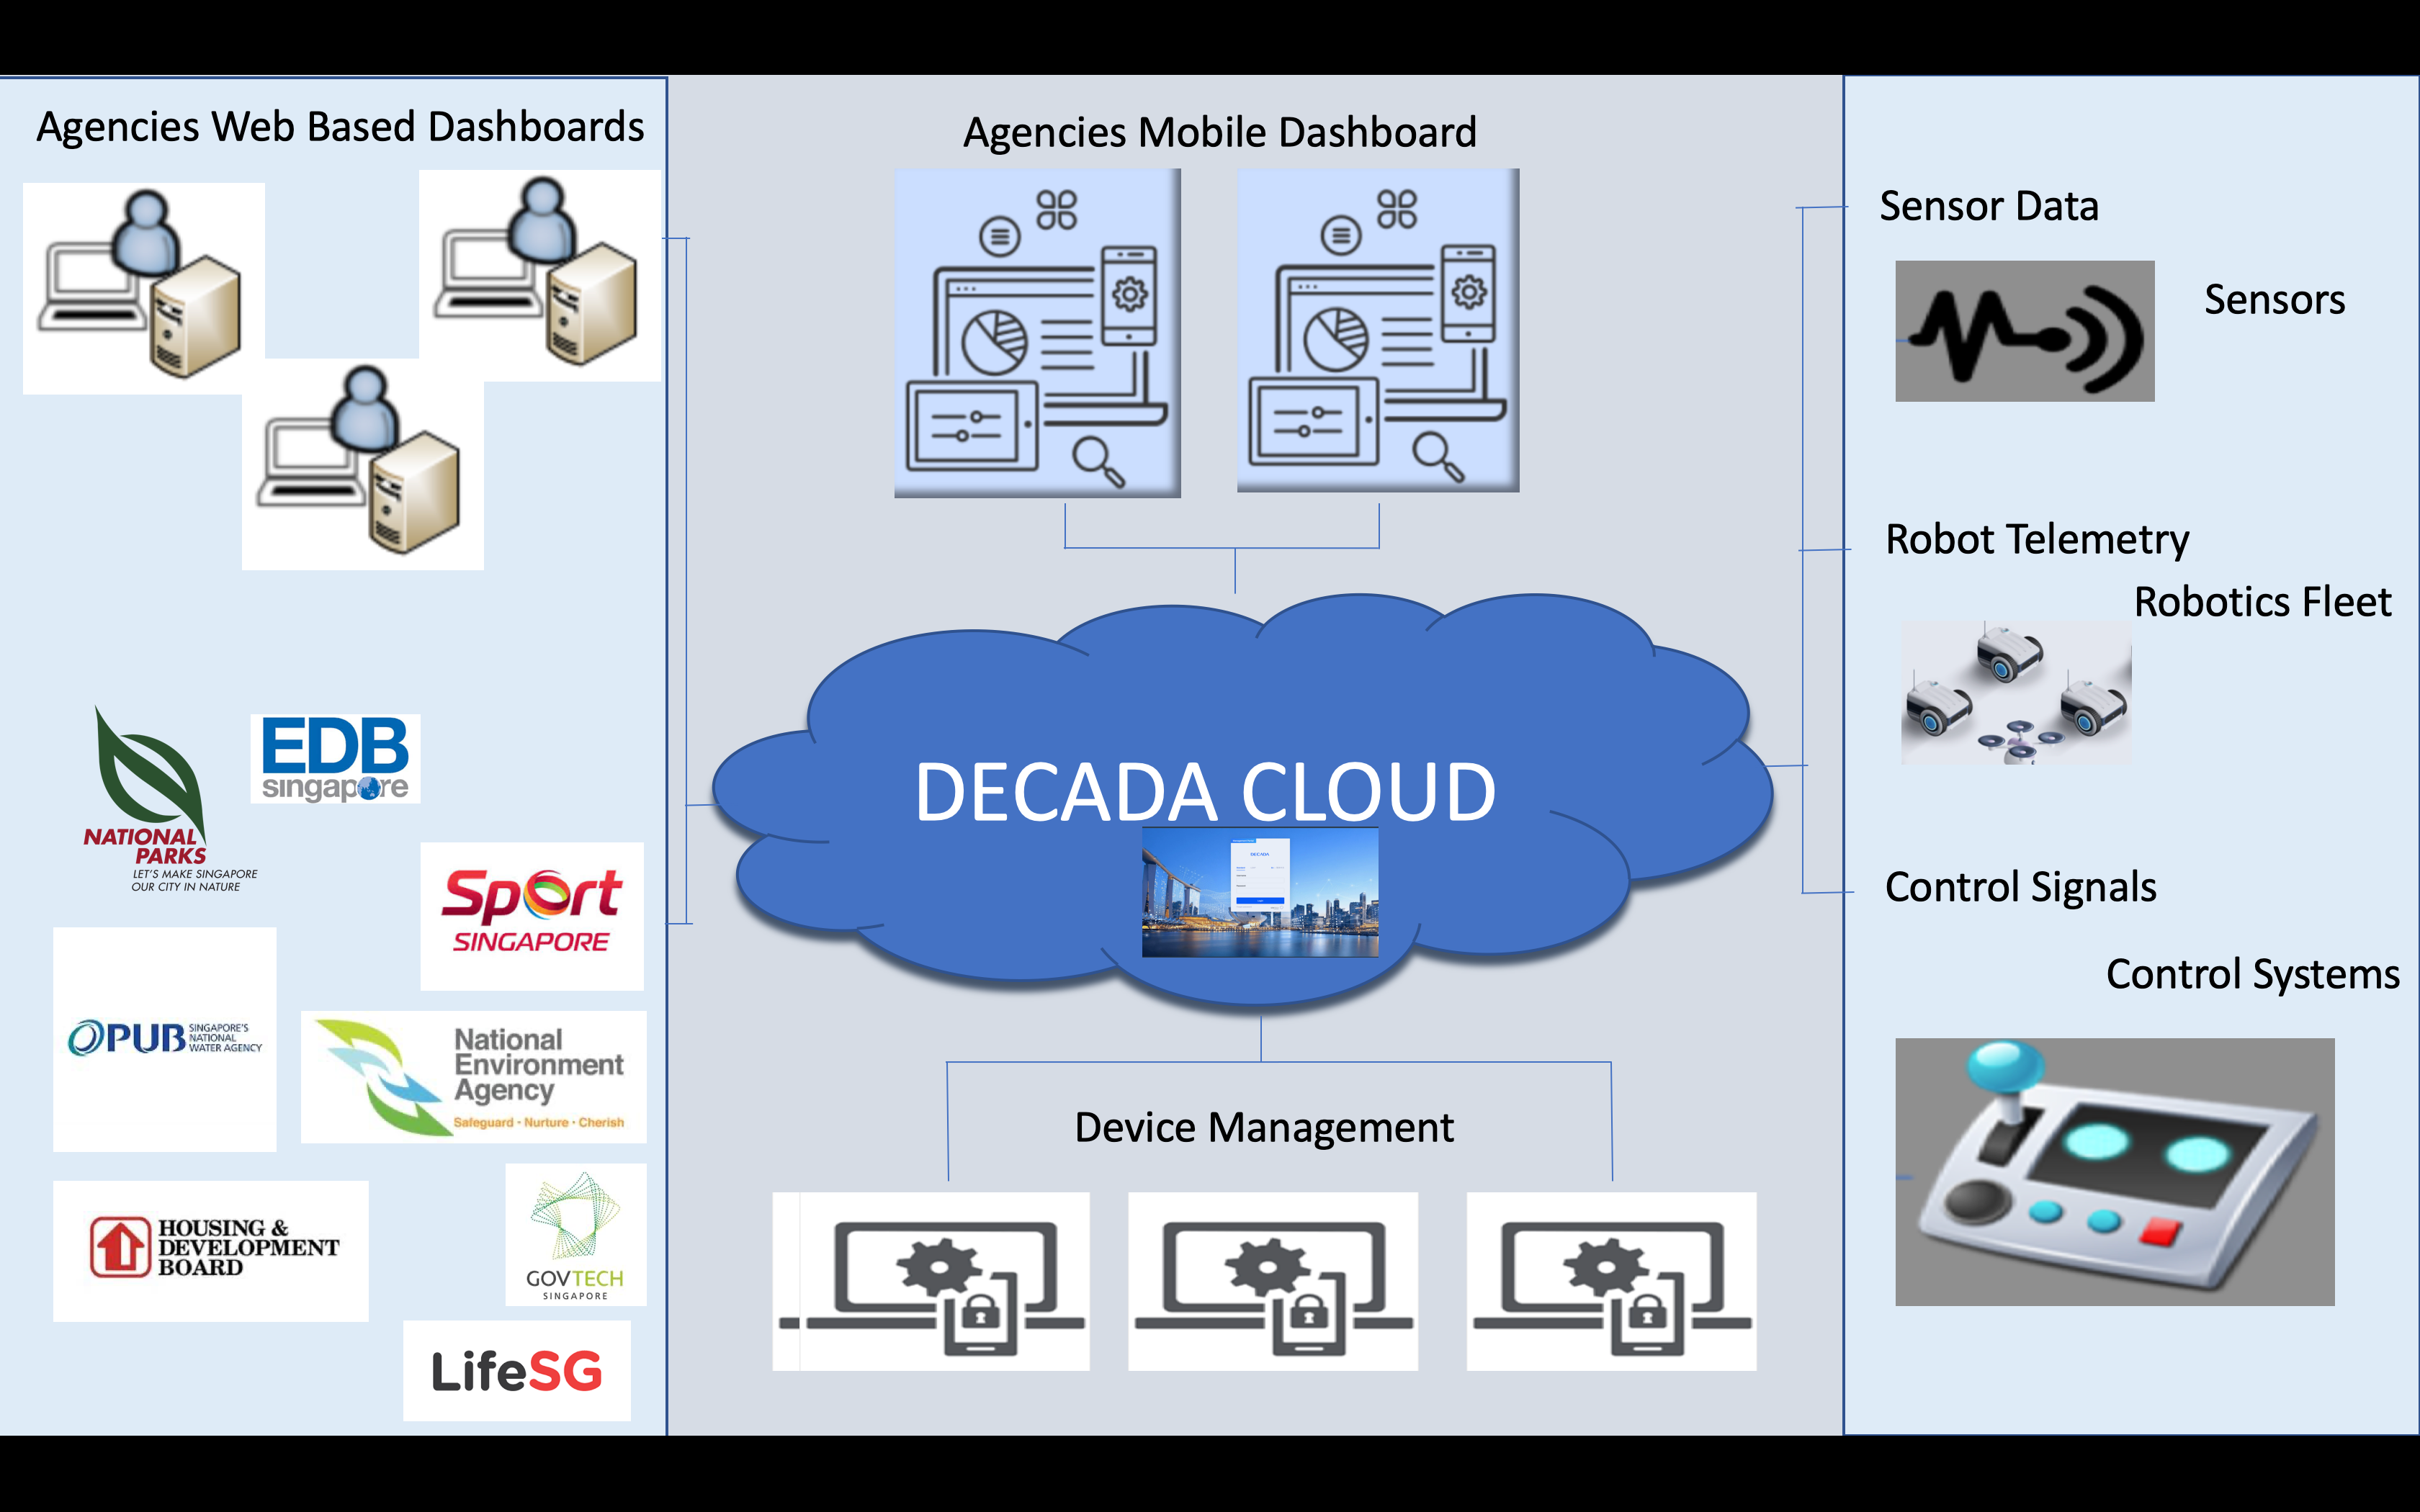 Agencies Web Based Dashboards
NATIONAL
PARKS
LET'S MAKE SINGAPORE
OUR CITY IN NATURE
EDB
singapore
Sport
SINGAPORE
PUB SINGAPORE'S
NATIONAL
WATER AGENCY
National
Environment
Agency
Safeguard · Nurture · Cherish
HOUSING &
DEVELOPMENT
BOARD
GOVTECH
SINGAPORE
LifeSG
Agencies Mobile Dashboard
DECADA CLOUD
DECADA
Device Management
Sensor Data
Sensors
Robot Telemetry
Robotics Fleet
Control Signals
Control Systems